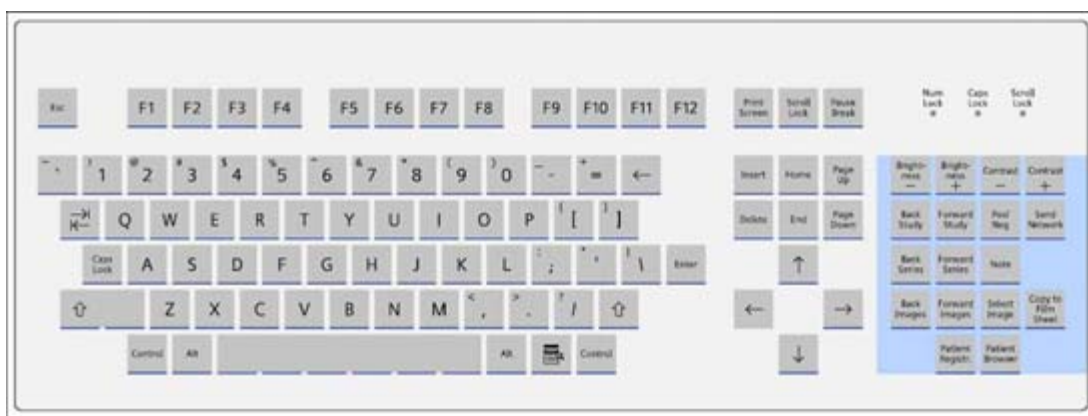 Esc F1 F2 F3 F4 F5 F6 F7 F8 F9 F10 F11 F12 Print Screen Scroll Lock Pause Break Num Lock Caps Lock Scroll Lock
~ ` ! 1 @ 2 # 3 $ 4 % 5 ^ 6 & 7 * 8 ( 9 ) 0 _ - + = ← Insert Home Page Up Brightness − Brightness + Contrast − Contrast +
Q W E R T Y U I O P { [ } ] Delete End Page Down Back Study Forward Study Pos/ Neg Send Network
Caps Lock A S D F G H J K L : ; " ' | \ Enter ↑ Back Series Forward Series Note
⇧ Z X C V B N M < , > . ? / ⇧ ← → Back Images Forward Images Select Image Copy to Film Sheet
Control Alt Alt Control ↓ Patient Registr. Patient Browser